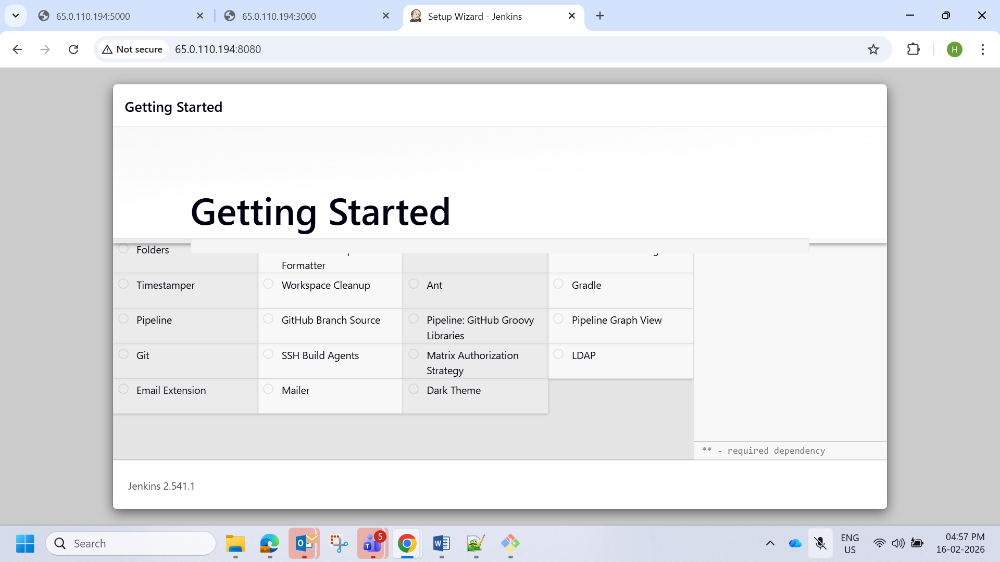 65.0.110.194:5000
65.0.110.194:3000
Setup Wizard - Jenkins
Not secure
65.0.110.194:8080
H
Getting Started
Getting Started
Folders
Formatter
Timestamper
Workspace Cleanup
Ant
Gradle
Pipeline
GitHub Branch Source
Pipeline: GitHub Groovy
Libraries
Pipeline Graph View
Git
SSH Build Agents
Matrix Authorization
Strategy
LDAP
Email Extension
Mailer
Dark Theme
** - required dependency
Jenkins 2.541.1
Search
5
ENG
US
04:57 PM
16-02-2026